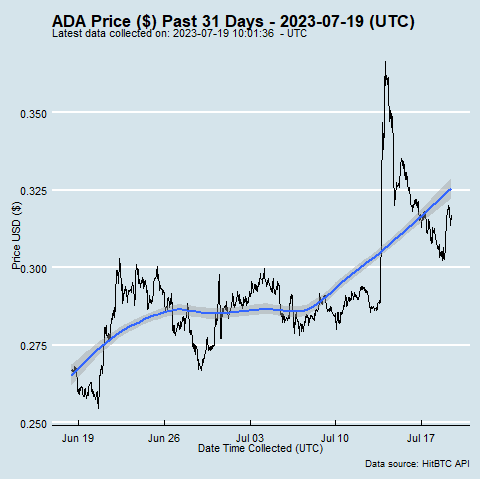 ADA Price ($) Past 31 Days - 2023-07-19 (UTC)
Latest data collected on: 2023-07-19 10:01:36  - UTC
0.350
0.325
0.300
0.275
0.250
Price USD ($)
Jun 19
Jun 26
Jul 03
Jul 10
Jul 17
Date Time Collected (UTC)
Data source: HitBTC API